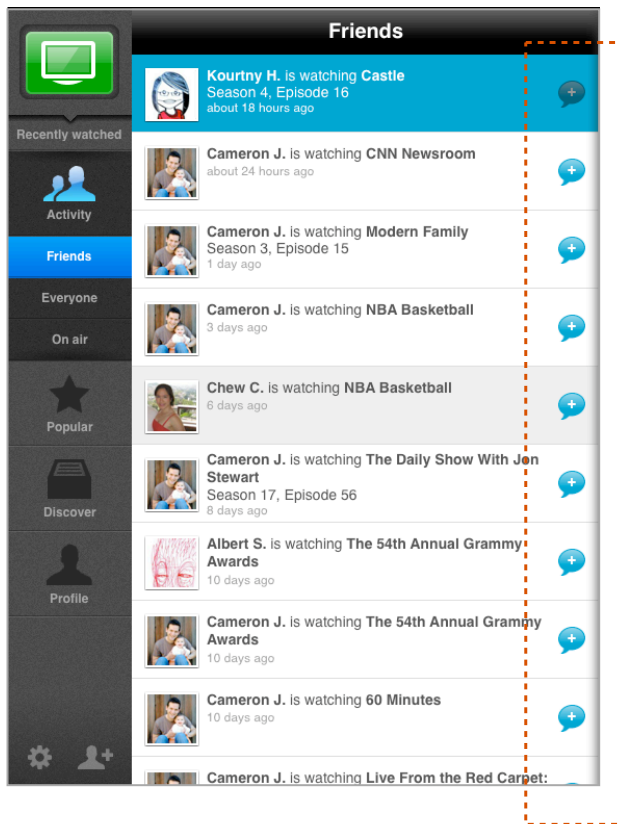 Friends
Recently watched
Activity
Friends
Everyone
On air
Popular
Discover
Profile
Kourtny H. is watching Castle
Season 4, Episode 16
about 18 hours ago
Cameron J. is watching CNN Newsroom
about 24 hours ago
Cameron J. is watching Modern Family
Season 3, Episode 15
1 day ago
Cameron J. is watching NBA Basketball
3 days ago
Chew C. is watching NBA Basketball
6 days ago
Cameron J. is watching The Daily Show With Jon
Stewart
Season 17, Episode 56
8 days ago
Albert S. is watching The 54th Annual Grammy
Awards
10 days ago
Cameron J. is watching The 54th Annual Grammy
Awards
10 days ago
Cameron J. is watching 60 Minutes
10 days ago
Cameron J. is watching Live From the Red Carpet: